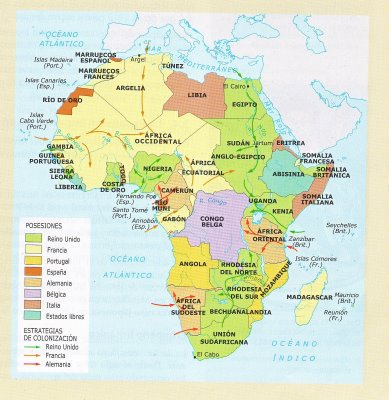 OCÉANO
ATLÁNTICO
MAR
MEDITERRÁNEO
MARRUECOS
ESPAÑOL
Argel
TÚNEZ
Islas Madeira
(Port.)
MARRUECOS
FRANCÉS
Islas Canarias
(Esp.)
ARGELIA
LIBIA
El Cairo
EGIPTO
RÍO DE ORO
Islas
Cabo Verde
(Port.)
ÁFRICA
OCCIDENTAL
SUDÁN
Jartum
ANGLO-EGIPCIO
ERITREA
GAMBIA
GUINEA
PORTUGUESA
SIERRA
LEONA
LIBERIA
COSTA
DE ORO
TOGO
NIGERIA
ÁFRICA
ECUATORIAL
SOMALIA
FRANCESA
SOMALIA
BRITÁNICA
ABISINIA
SOMALIA
ITALIANA
Fernando Poo
(Esp.)
CAMERÚN
RÍO
MUNI
Santo Tomé
(Port.)
Annobón
(Esp.)
GABÓN
R. Congo
CONGO
BELGA
UGANDA
KENIA
ÁFRICA
ORIENTAL
Zanzíbar
(Brit.)
Seychelles
(Brit.)
Islas Comores
(Fr.)
OCÉANO
ATLÁNTICO
ANGOLA
RHODESIA
DEL NORTE
RHODESIA
DEL SUR
MOZAMBIQUE
MADAGASCAR
Mauricio
(Brit.)
Reunión
(Fr.)
ÁFRICA
DEL
SUDOESTE
BECHUANALANDIA
UNIÓN
SUDAFRICANA
El Cabo
OCÉANO
ÍNDICO
POSESIONES
Reino Unido
Francia
Portugal
España
Alemania
Bélgica
Italia
Estados libres
ESTRATEGIAS
DE COLONIZACIÓN
Reino Unido
Francia
Alemania